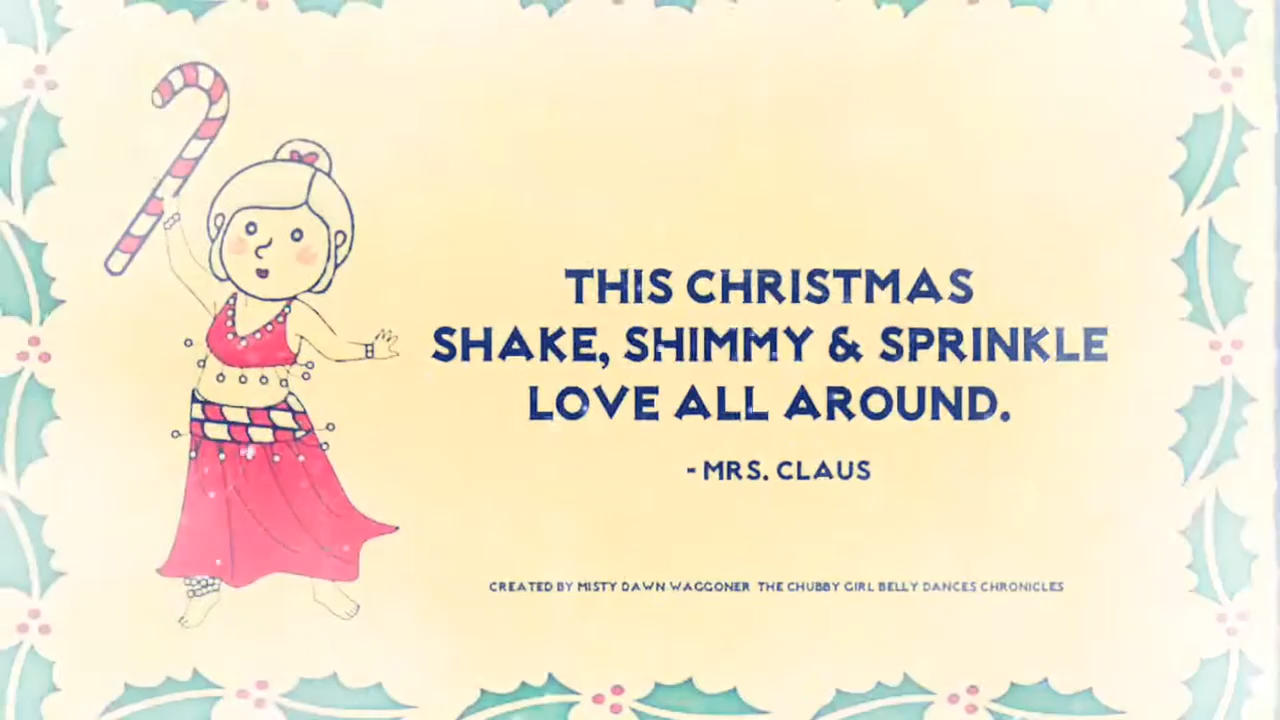 THIS CHRISTMAS
SHAKE, SHIMMY & SPRINKLE
LOVE ALL AROUND.
- MRS. CLAUS
CREATED BY MISTY DAWN WAGGONER THE CHUBBY GIRL BELLY DANCES CHRONICLES